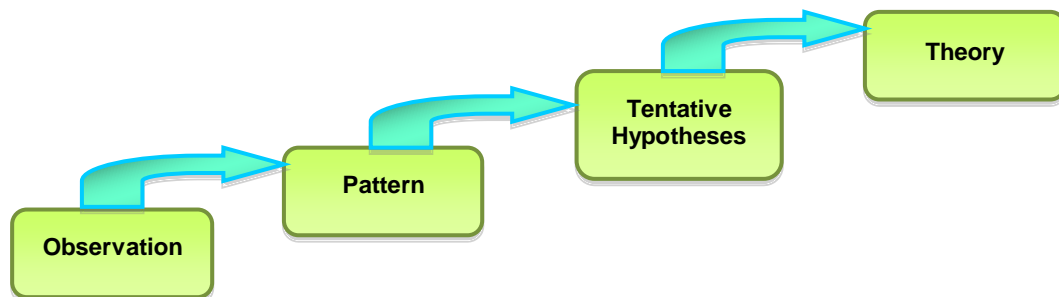 Observation
Pattern
Tentative
Hypotheses
Theory